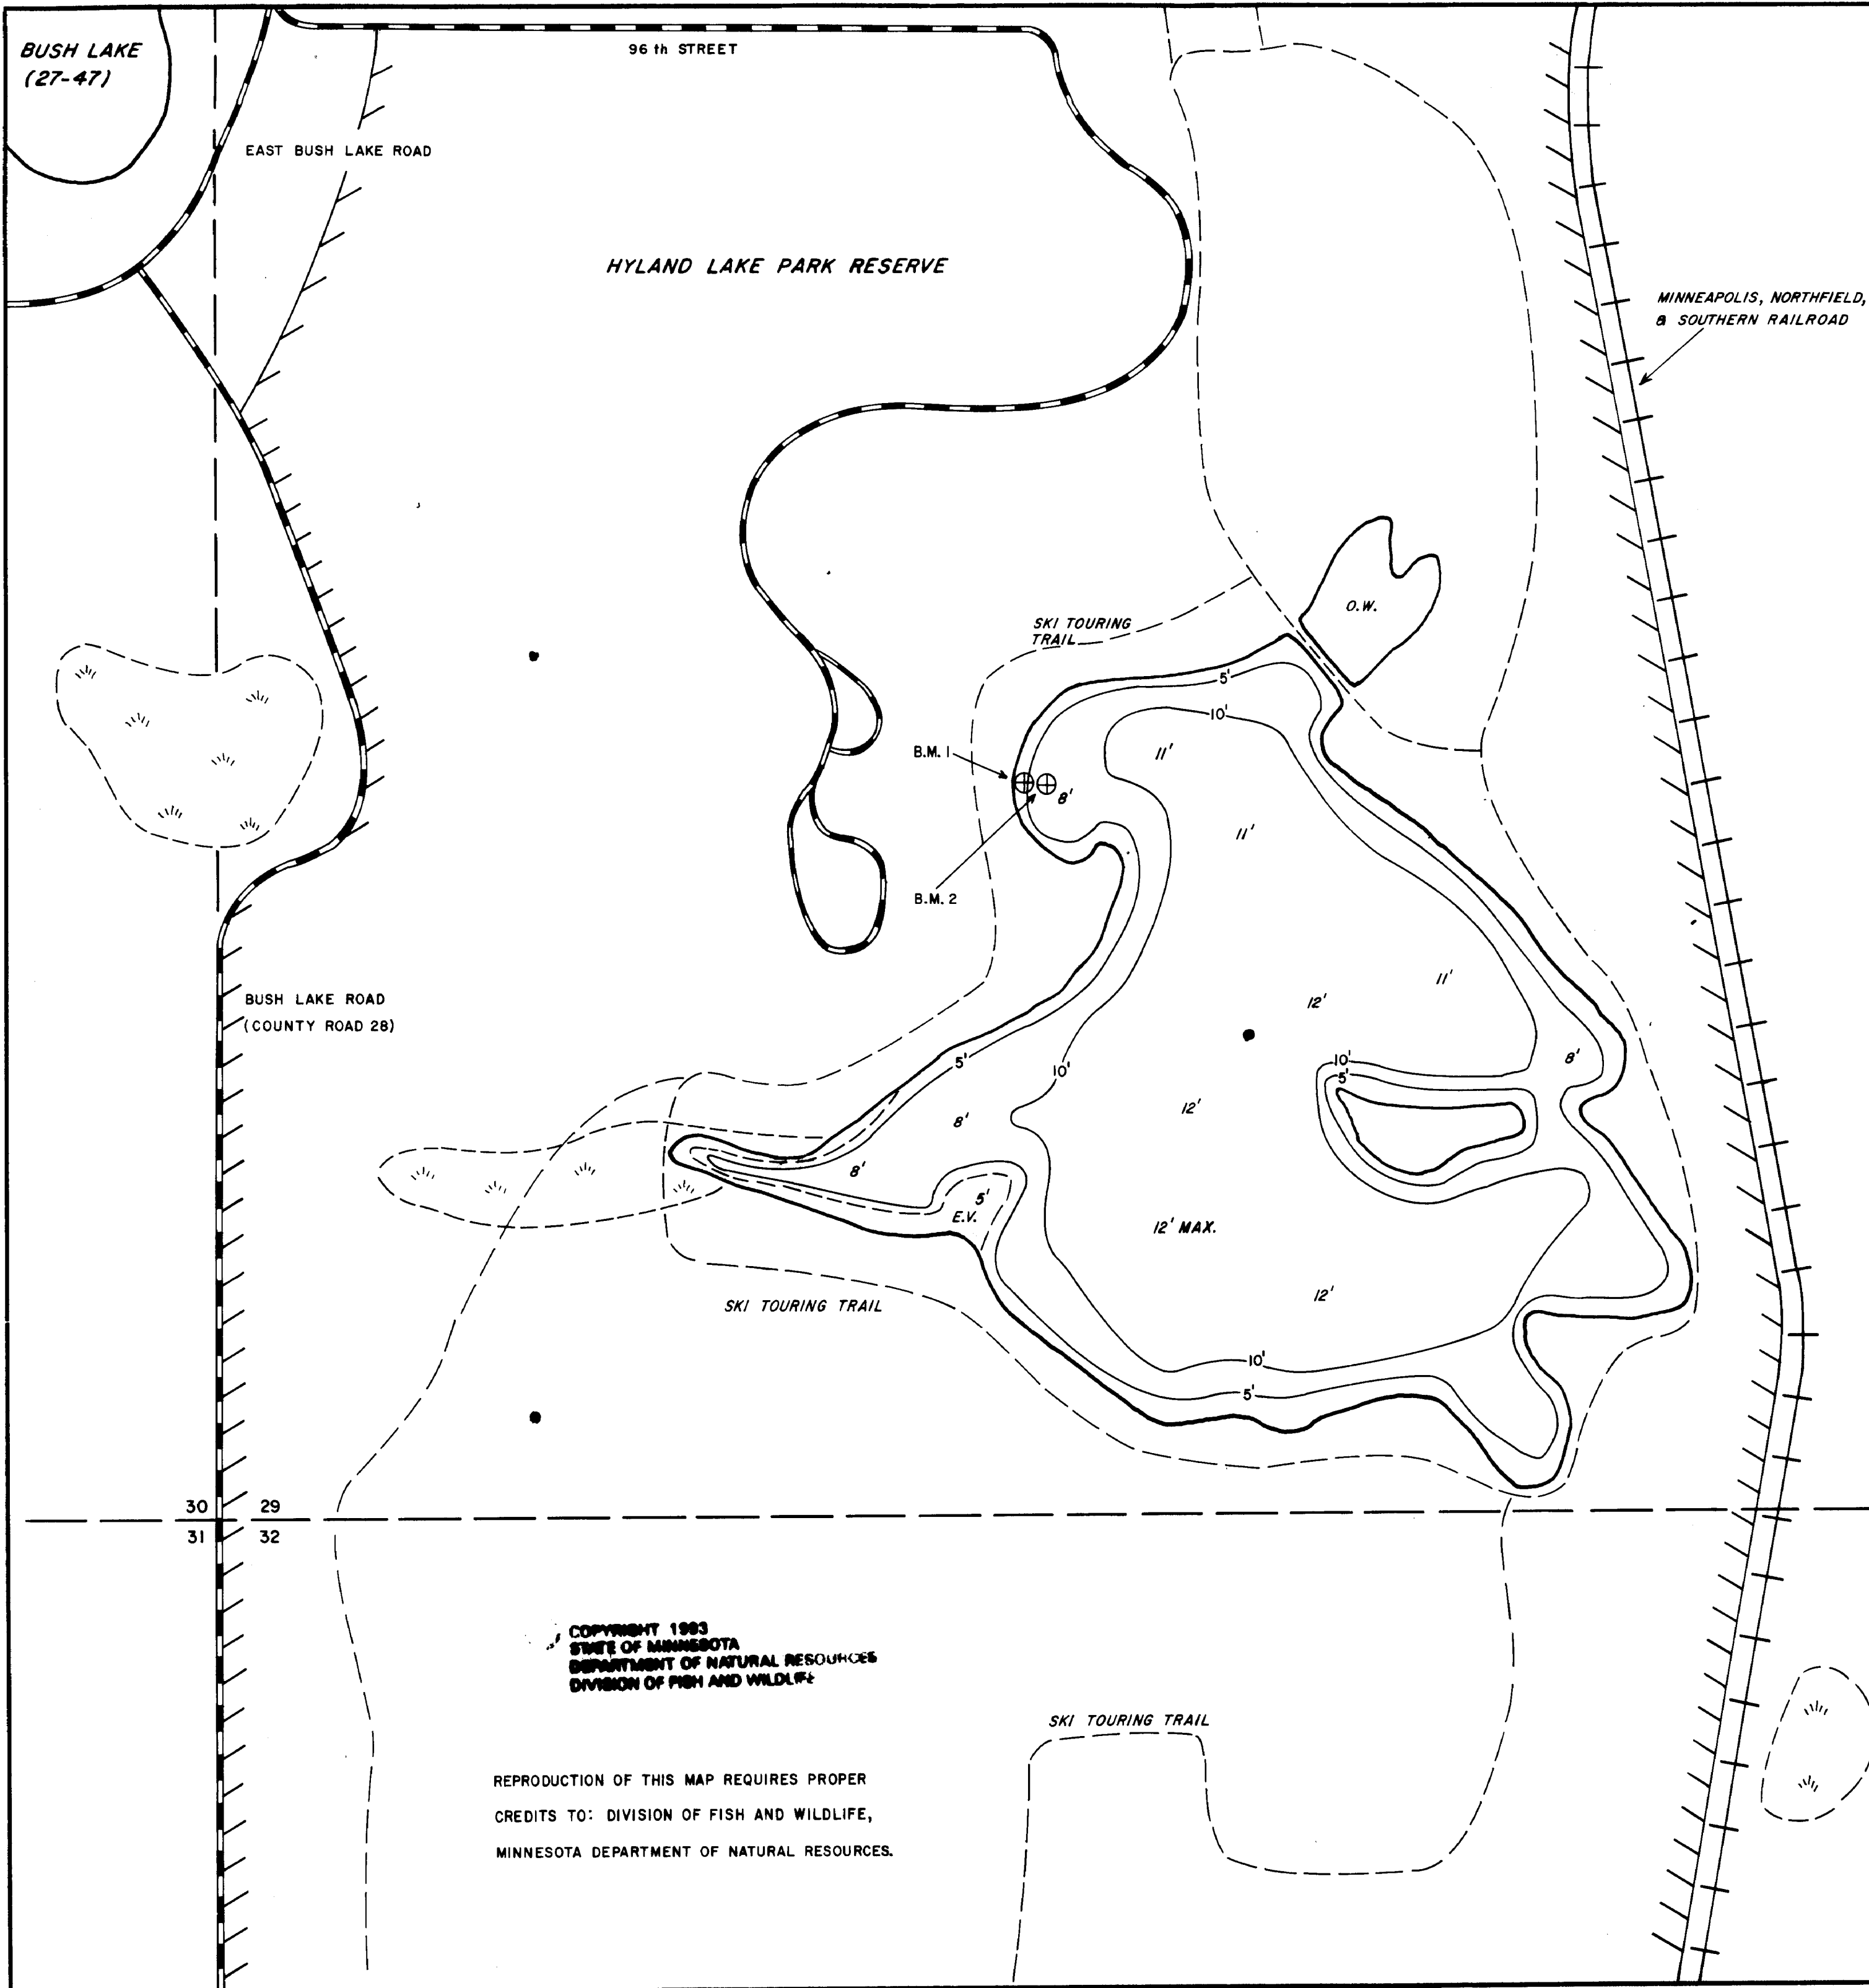 BUSH LAKE
(27-47)
96 th STREET
EAST BUSH LAKE ROAD
HYLAND LAKE PARK RESERVE
MINNEAPOLIS, NORTHFIELD,
& SOUTHERN RAILROAD
O.W.
SKI TOURING
TRAIL
5'
10'
11'
B.M. 1
8'
11'
B.M. 2
11'
BUSH LAKE ROAD
(COUNTY ROAD 28)
12'
5'
10'
10'
5'
8'
12'
8'
8'
5'
E.V.
12' MAX.
12'
SKI TOURING TRAIL
10'
5'
30 29
31 32
COPYRIGHT 1993
STATE OF MINNESOTA
DEPARTMENT OF NATURAL RESOURCES
DIVISION OF FISH AND WILDLIFE
SKI TOURING TRAIL
REPRODUCTION OF THIS MAP REQUIRES PROPER
CREDITS TO: DIVISION OF FISH AND WILDLIFE,
MINNESOTA DEPARTMENT OF NATURAL RESOURCES.